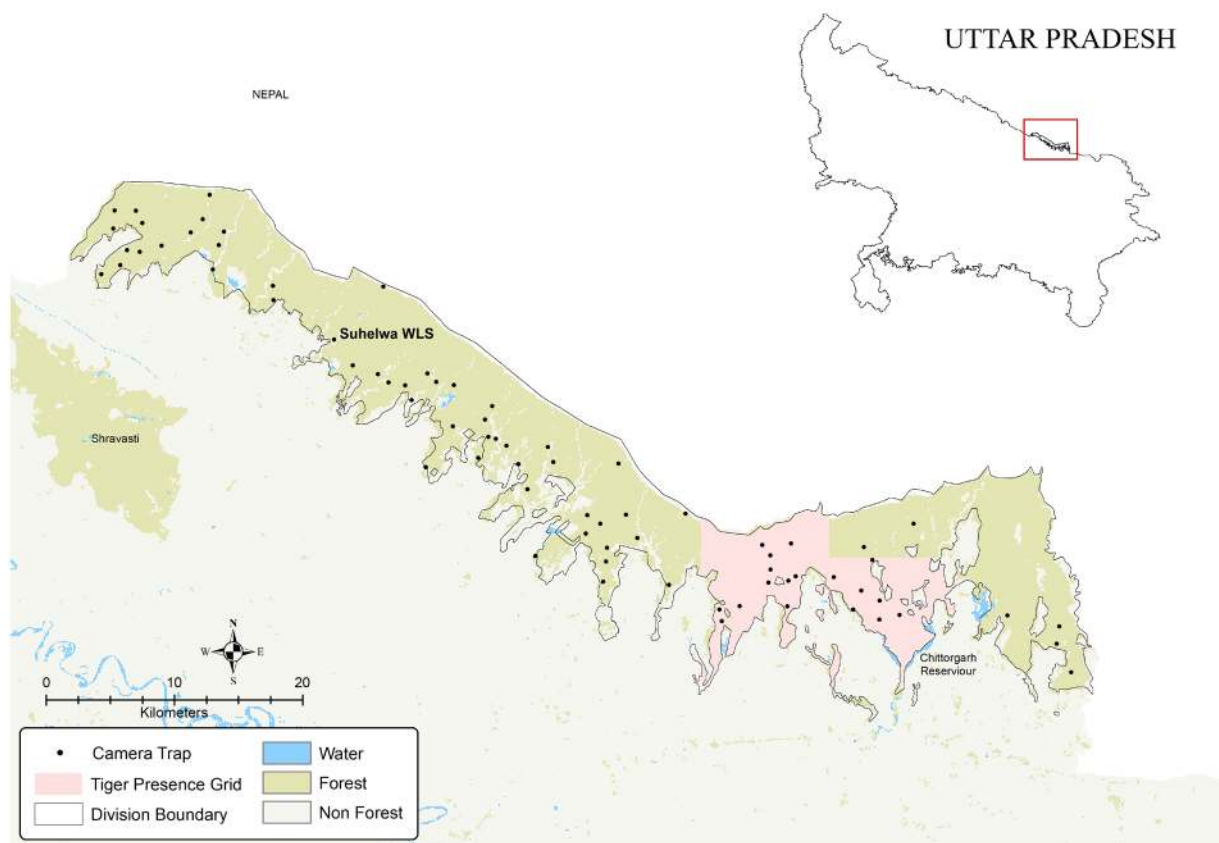 UTTAR PRADESH
NEPAL
Suhelwa WLS
Shravasti
N
W E
S
Chittorgarh
Reserviour
0 10 20
Kilometers
Camera Trap
Tiger Presence Grid
Division Boundary
Water
Forest
Non Forest